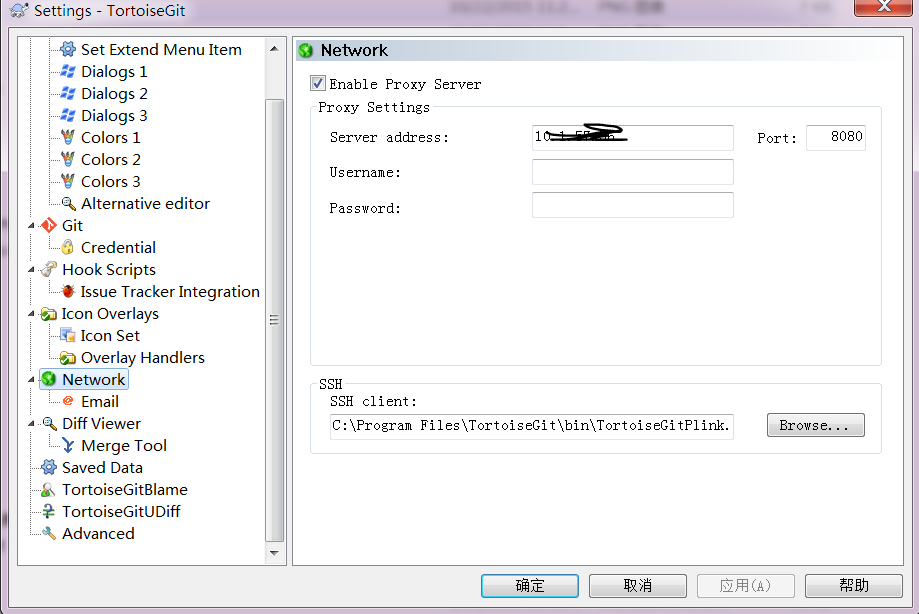 Settings - TortoiseGit
Set Extend Menu Item
Dialogs 1
Dialogs 2
Dialogs 3
Colors 1
Colors 2
Colors 3
Alternative editor
Git
Credential
Hook Scripts
Issue Tracker Integration
Icon Overlays
Icon Set
Overlay Handlers
Network
Email
Diff Viewer
Merge Tool
Saved Data
TortoiseGitBlame
TortoiseGitUDiff
Advanced
Network
Enable Proxy Server
Proxy Settings
Server address:
Port: 8080
Username:
Password:
SSH
SSH client:
C:\Program Files\TortoiseGit\bin\TortoiseGitPlink.
Browse...
确定 取消 应用(A) 帮助